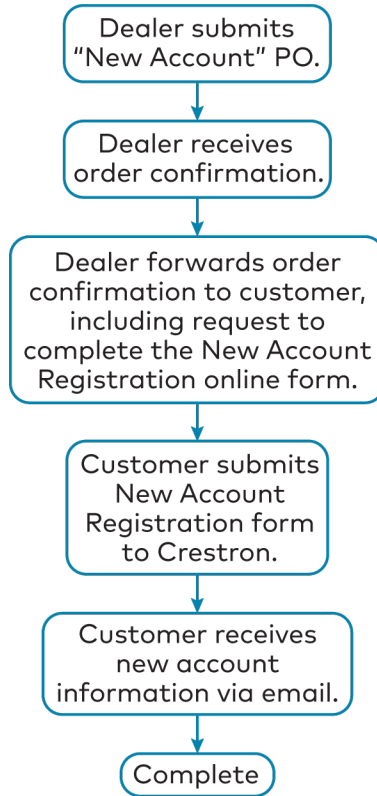 Dealer submits
“New Account” PO.
Dealer receives
order confirmation.
Dealer forwards order
confirmation to customer,
including request to
complete the New Account
Registration online form.
Customer submits
New Account
Registration form
to Crestron.
Customer receives
new account
information via email.
Complete